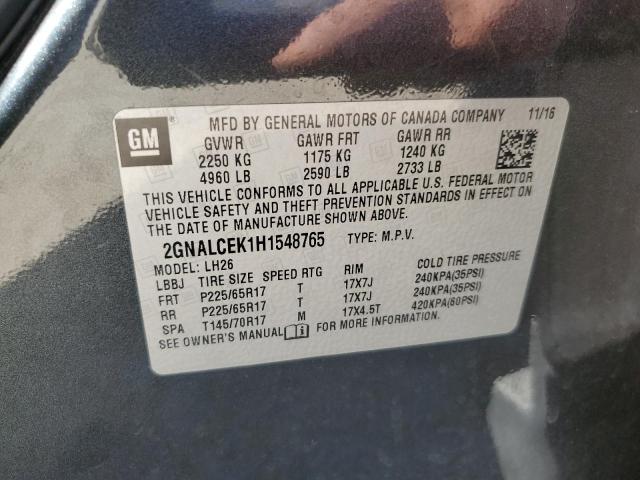 GM ® MFD BY GENERAL MOTORS OF CANADA COMPANY 11/16
GVWR GAWR FRT GAWR RR
2250 KG 1175 KG 1240 KG
4960 LB 2590 LB 2733 LB
THIS VEHICLE CONFORMS TO ALL APPLICABLE U.S. FEDERAL MOTOR
VEHICLE SAFETY AND THEFT PREVENTION STANDARDS IN EFFECT ON
THE DATE OF MANUFACTURE SHOWN ABOVE.
2GNALCEK1H1548765 TYPE: M.P.V.
MODEL: LH26
LBBJ TIRE SIZE SPEED RTG RIM COLD TIRE PRESSURE
FRT P225/65R17 T 17X7J 240KPA(35PSI)
RR P225/65R17 T 17X7J 240KPA(35PSI)
SPA T145/70R17 M 17X4.5T 420KPA(60PSI)
SEE OWNER'S MANUAL FOR MORE INFORMATION